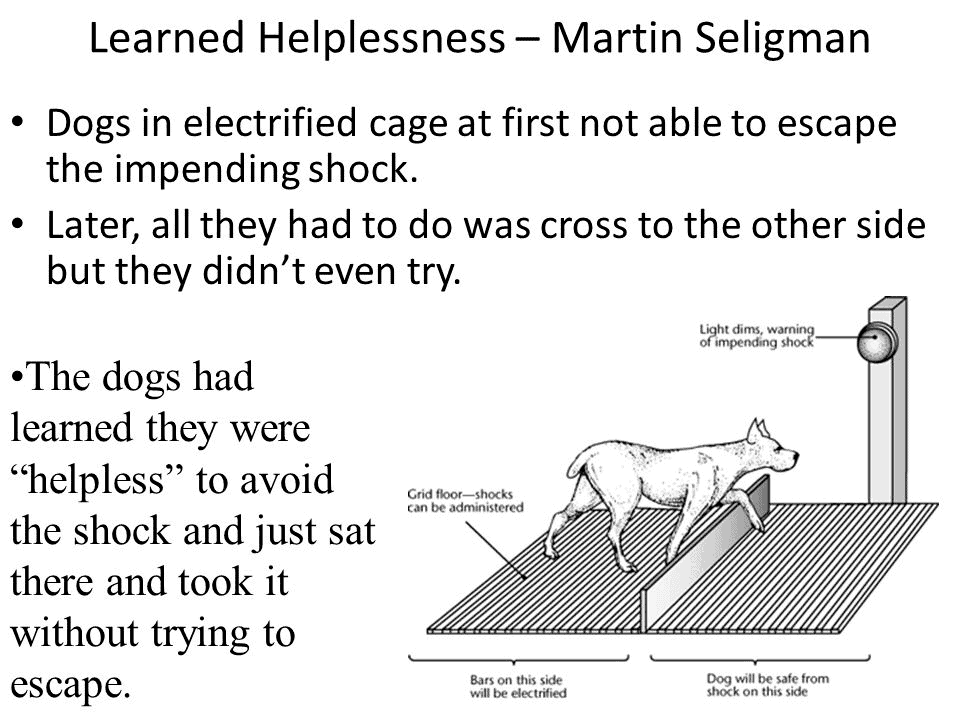 Learned Helplessness – Martin Seligman
• Dogs in electrified cage at first not able to escape
the impending shock.
• Later, all they had to do was cross to the other side
but they didn’t even try.
•The dogs had
learned they were
“helpless” to avoid
the shock and just sat
there and took it
without trying to
escape.
Light dims, warning
of impending shock
Grid floor—shocks
can be administered
Bars on this side
will be electrified
Dog will be safe from
shock on this side